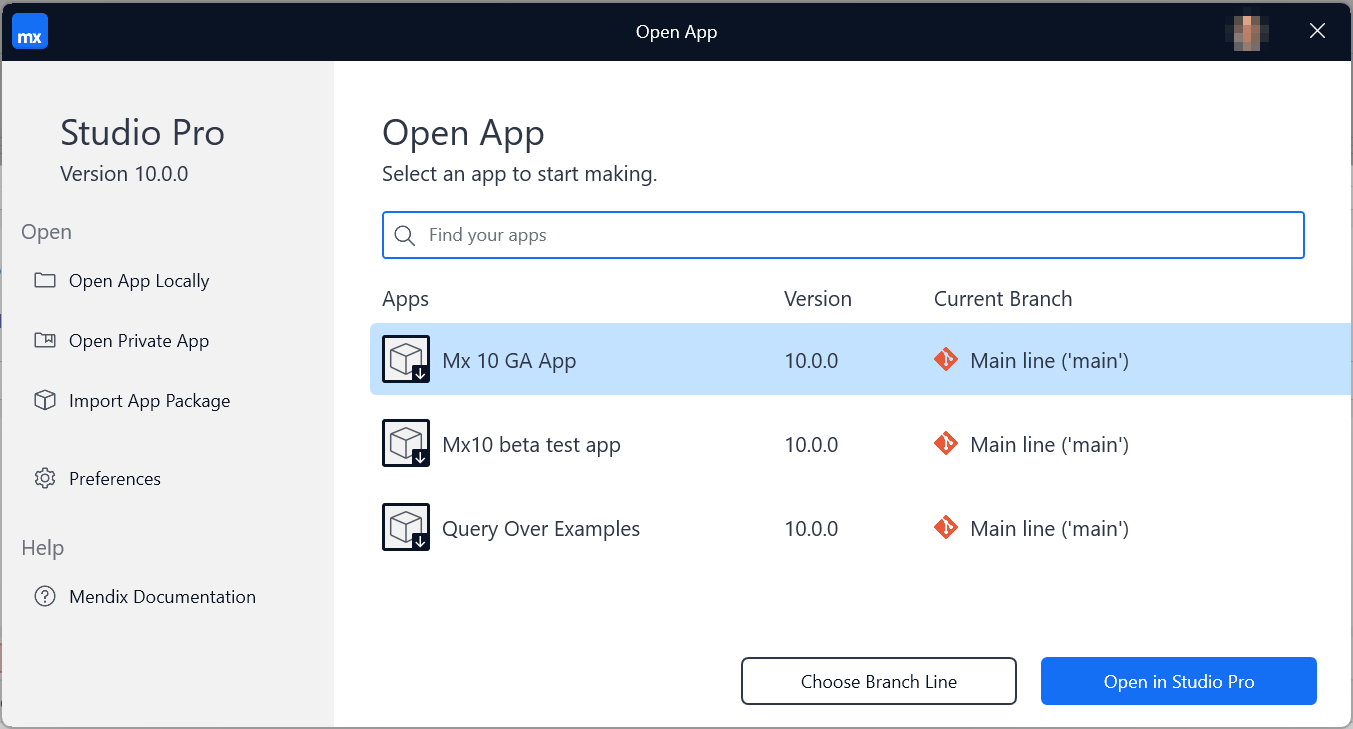 mx
Open App
Studio Pro
Version 10.0.0
Open
Open App Locally
Open Private App
Import App Package
Preferences
Help
Mendix Documentation
Open App
Select an app to start making.
Find your apps
Apps Version Current Branch
Mx 10 GA App 10.0.0 Main line ('main')
Mx10 beta test app 10.0.0 Main line ('main')
Query Over Examples 10.0.0 Main line ('main')
Choose Branch Line Open in Studio Pro